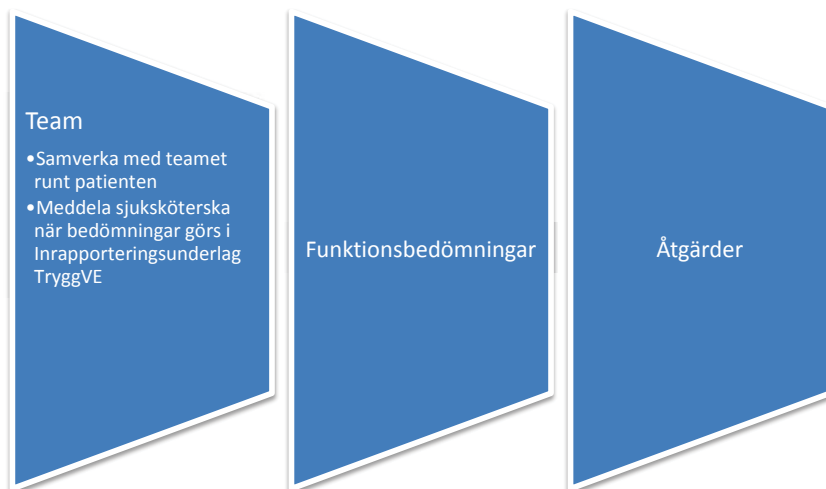 Team
•Samverka med teamet
runt patienten
•Meddela sjuksköterska
när bedömningar görs i
Inrapporteringsunderlag
TryggVE
Funktionsbedömningar
Åtgärder